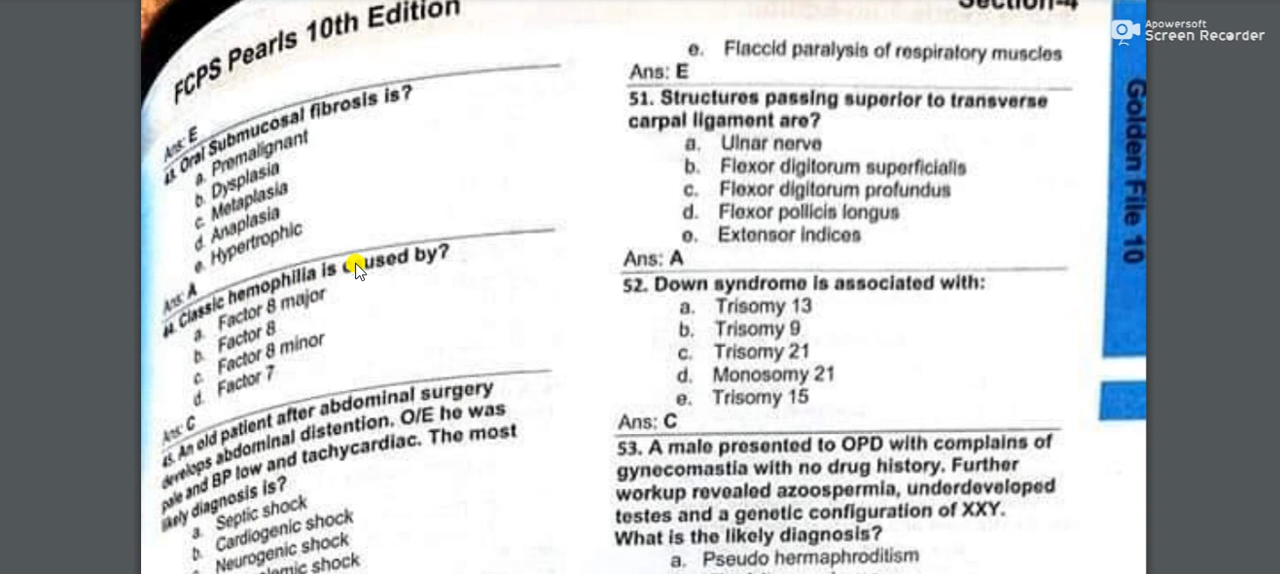 FCPS Pearls 10th Edition
Ans: E
43. Oral Submucosal fibrosis is?
a. Premalignant
b. Dysplasia
c. Metaplasia
d. Anaplasia
e. Hypertrophic
Ans: A
44. Classic hemophilia is caused by?
a. Factor 8 major
b. Factor 8
c. Factor 8 minor
d. Factor 7
Ans: C
45. An old patient after abdominal surgery
develops abdominal distention. O/E he was
pale and BP low and tachycardiac. The most
likely diagnosis is?
a. Septic shock
b. Cardiogenic shock
Neurogenic shock
shock
Section-4
e. Flaccid paralysis of respiratory muscles
Ans: E
51. Structures passing superior to transverse
carpal ligament are?
a. Ulnar nerve
b. Flexor digitorum superficialis
c. Flexor digitorum profundus
d. Flexor pollicis longus
e. Extensor indices
Ans: A
52. Down syndrome is associated with:
a. Trisomy 13
b. Trisomy 9
c. Trisomy 21
d. Monosomy 21
e. Trisomy 15
Ans: C
53. A male presented to OPD with complains of
gynecomastia with no drug history. Further
workup revealed azoospermia, underdeveloped
testes and a genetic configuration of XXY.
What is the likely diagnosis?
a. Pseudo hermaphroditism
Golden File 10
Apowersoft
Screen Recorder